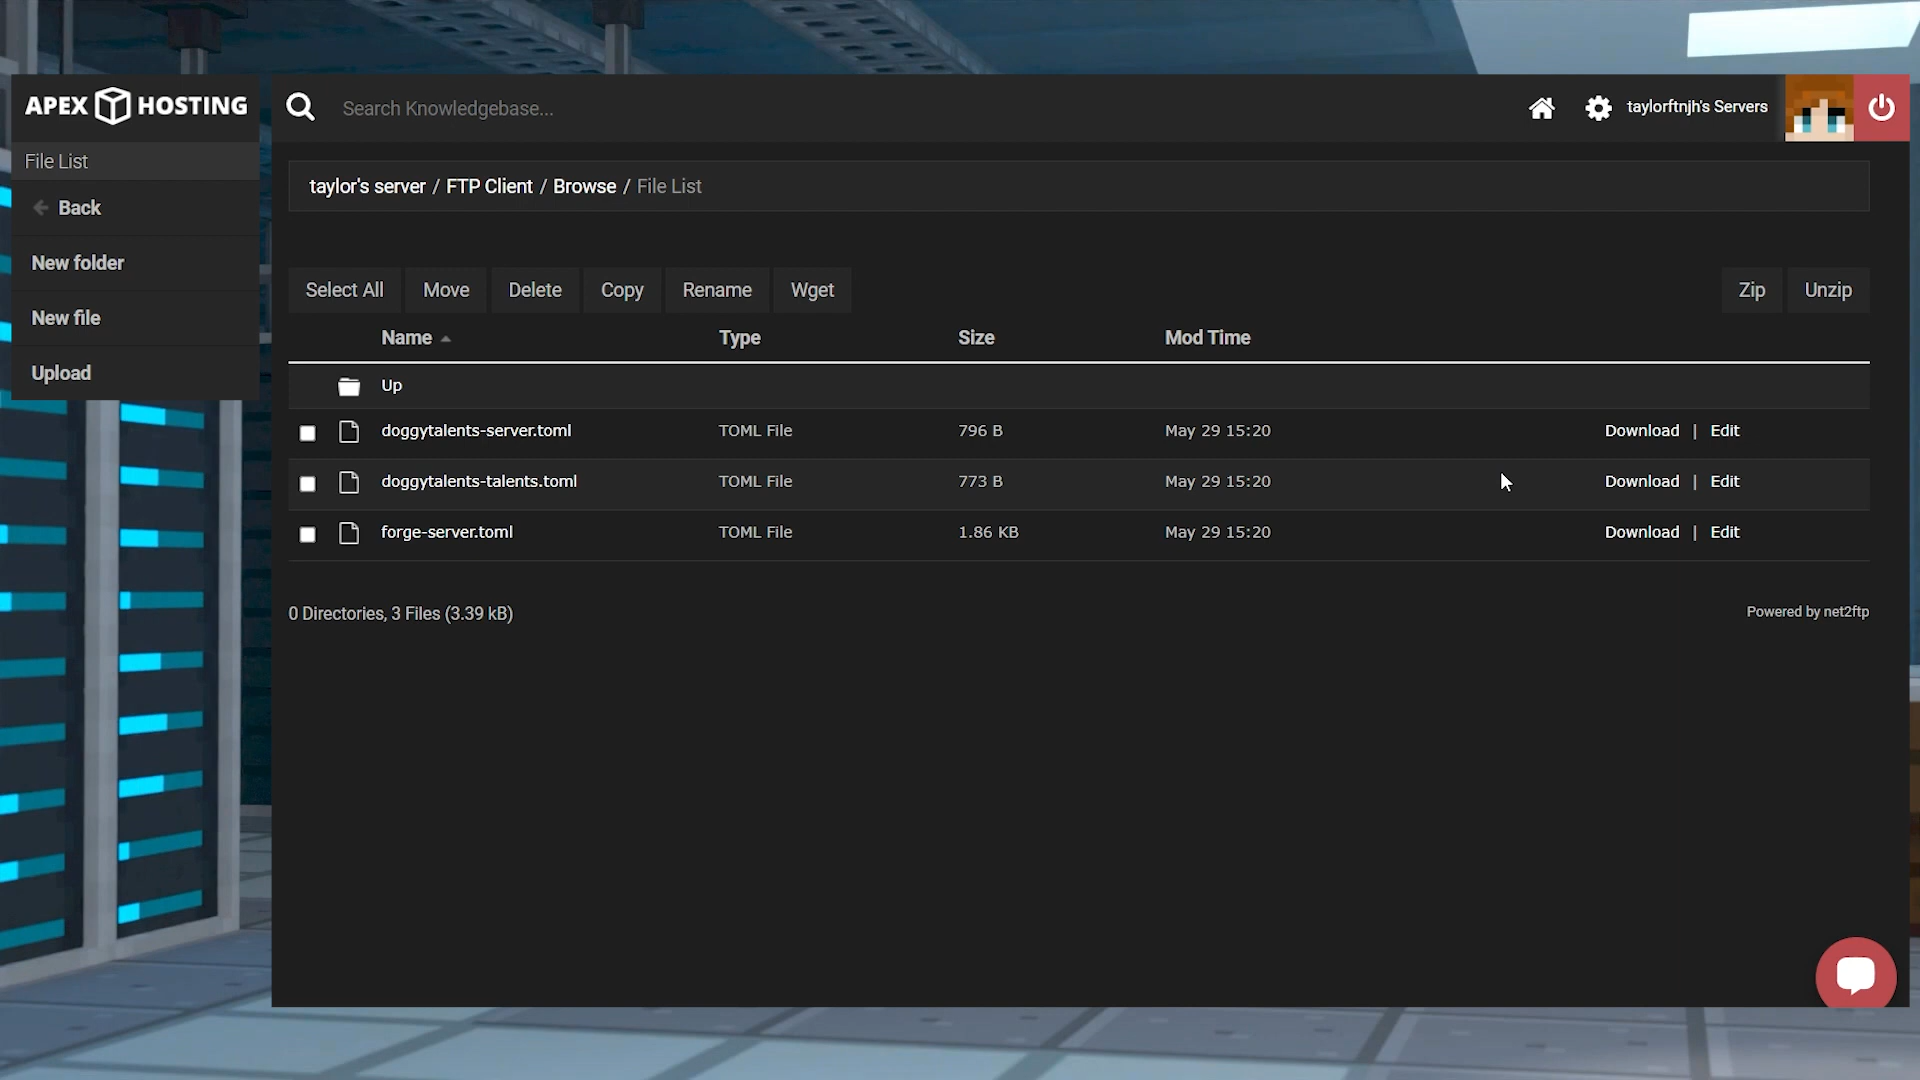 APEX HOSTING
Search Knowledgebase...
taylorftnjh's Servers
File List
Back
New folder
New file
Upload
taylor's server / FTP Client / Browse / File List
Select All Move Delete Copy Rename Wget Zip Unzip
Name Type Size Mod Time
Up
doggytalents-server.toml TOML File 796 B May 29 15:20 Download | Edit
doggytalents-talents.toml TOML File 773 B May 29 15:20 Download | Edit
forge-server.toml TOML File 1.86 KB May 29 15:20 Download | Edit
0 Directories, 3 Files (3.39 kB)
Powered by net2ftp